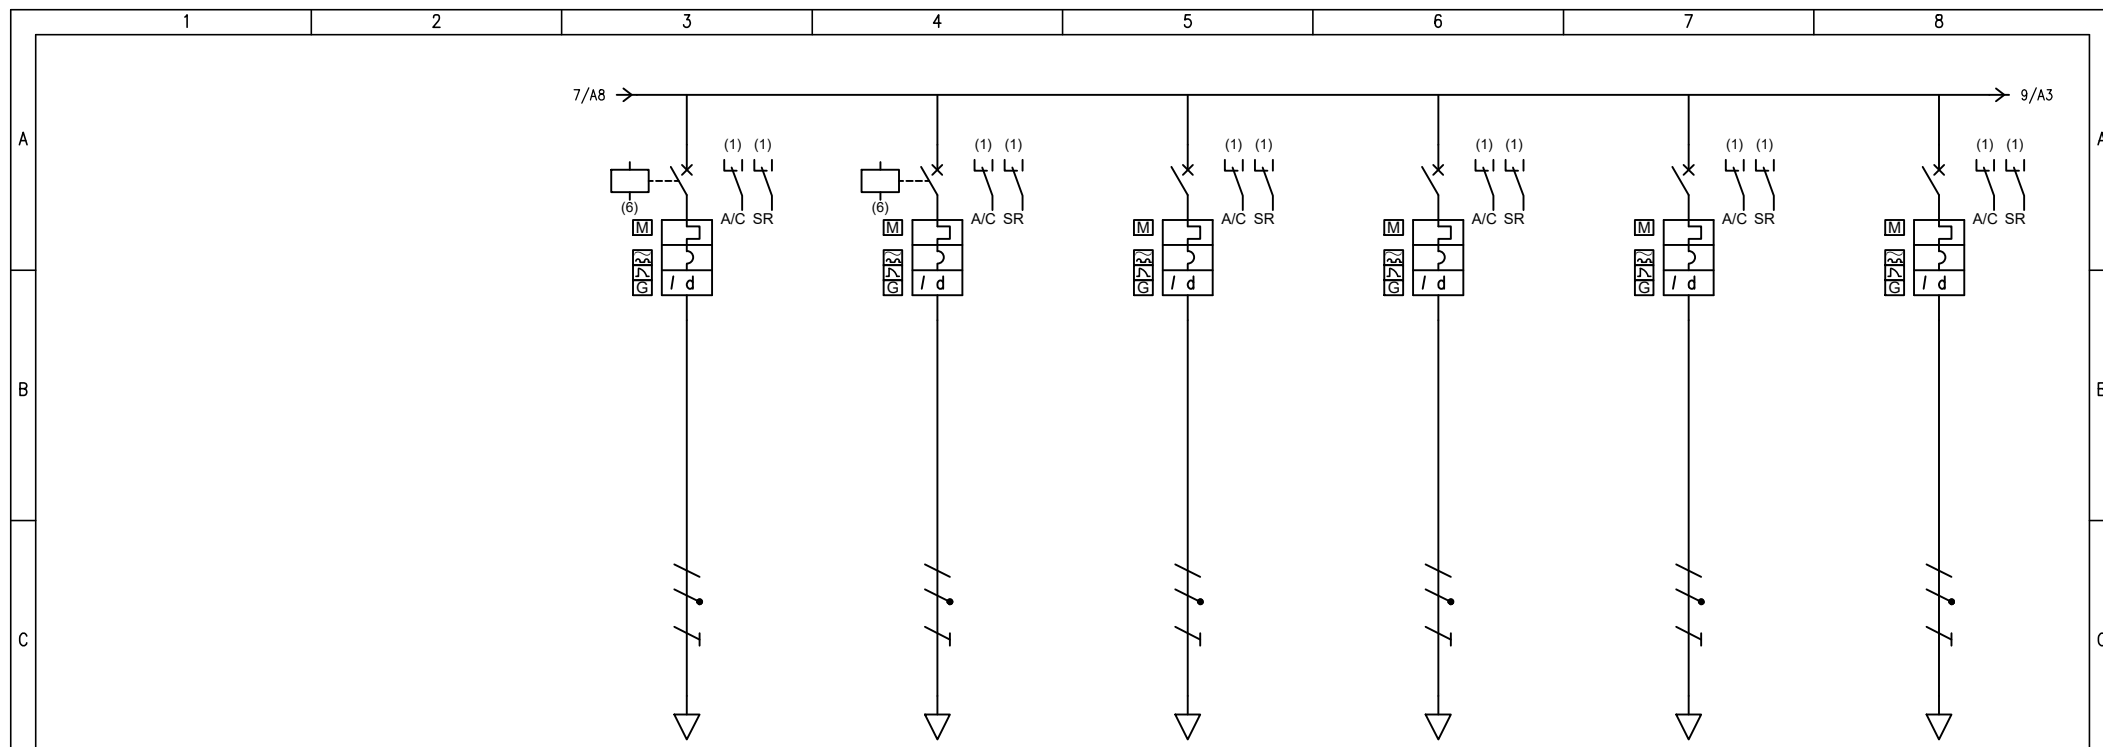 1 2 3 4 5 6 7 8
7/A8 9/A3
A A
(1) (1) (1) (1) (1) (1) (1) (1) (1) (1) (1) (1)
(6) (6)
A/C SR A/C SR A/C SR A/C SR A/C SR A/C SR
M M M M M M
G I d G I d G I d G I d G I d G I d
B
C